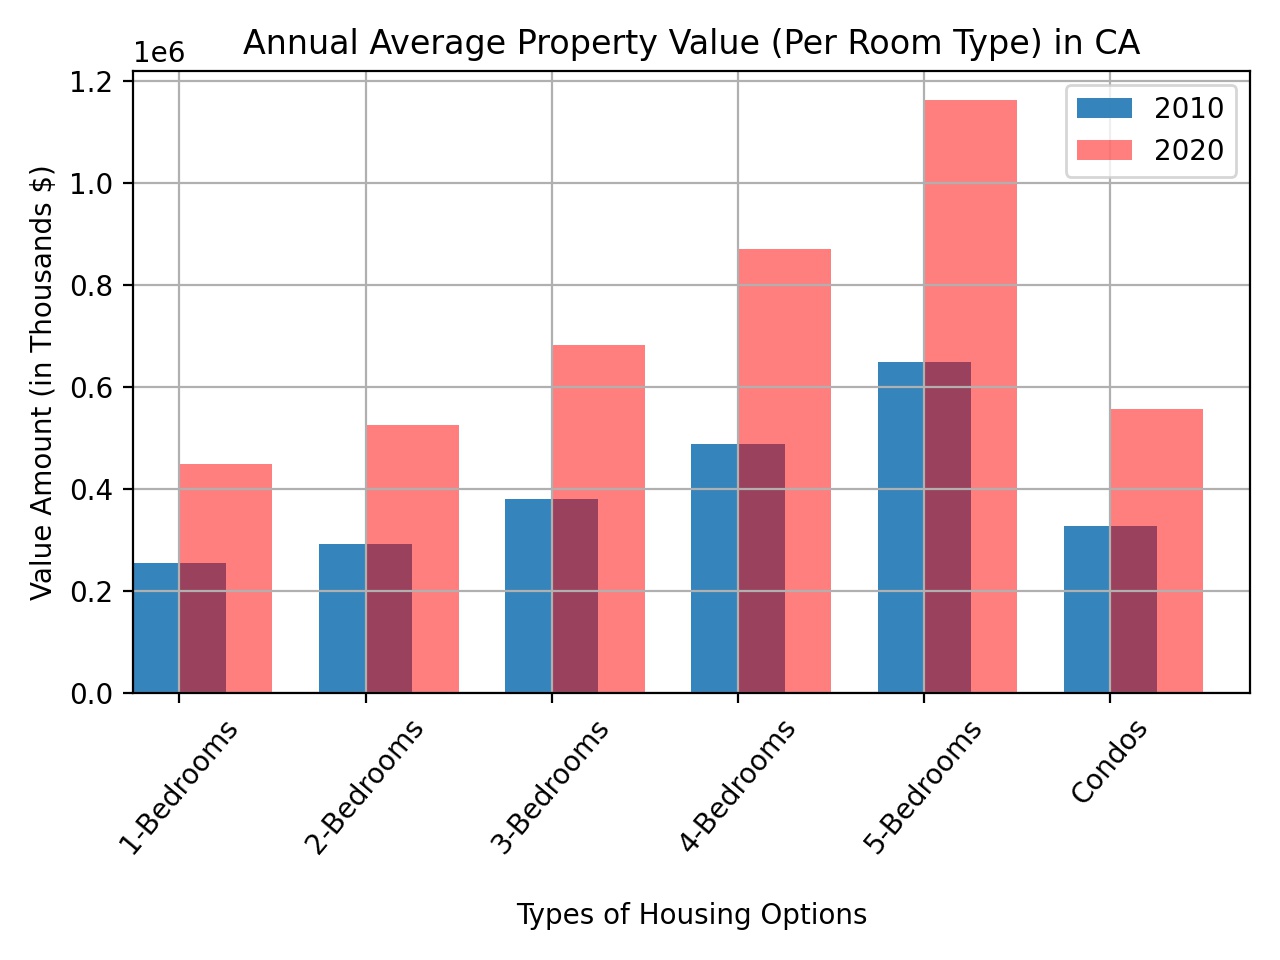 Annual Average Property Value (Per Room Type) in CA
1e6
1.2
1.0
0.8
0.6
0.4
0.2
0.0
Value Amount (in Thousands $)
2010
2020
1-Bedrooms
2-Bedrooms
3-Bedrooms
4-Bedrooms
5-Bedrooms
Condos
Types of Housing Options